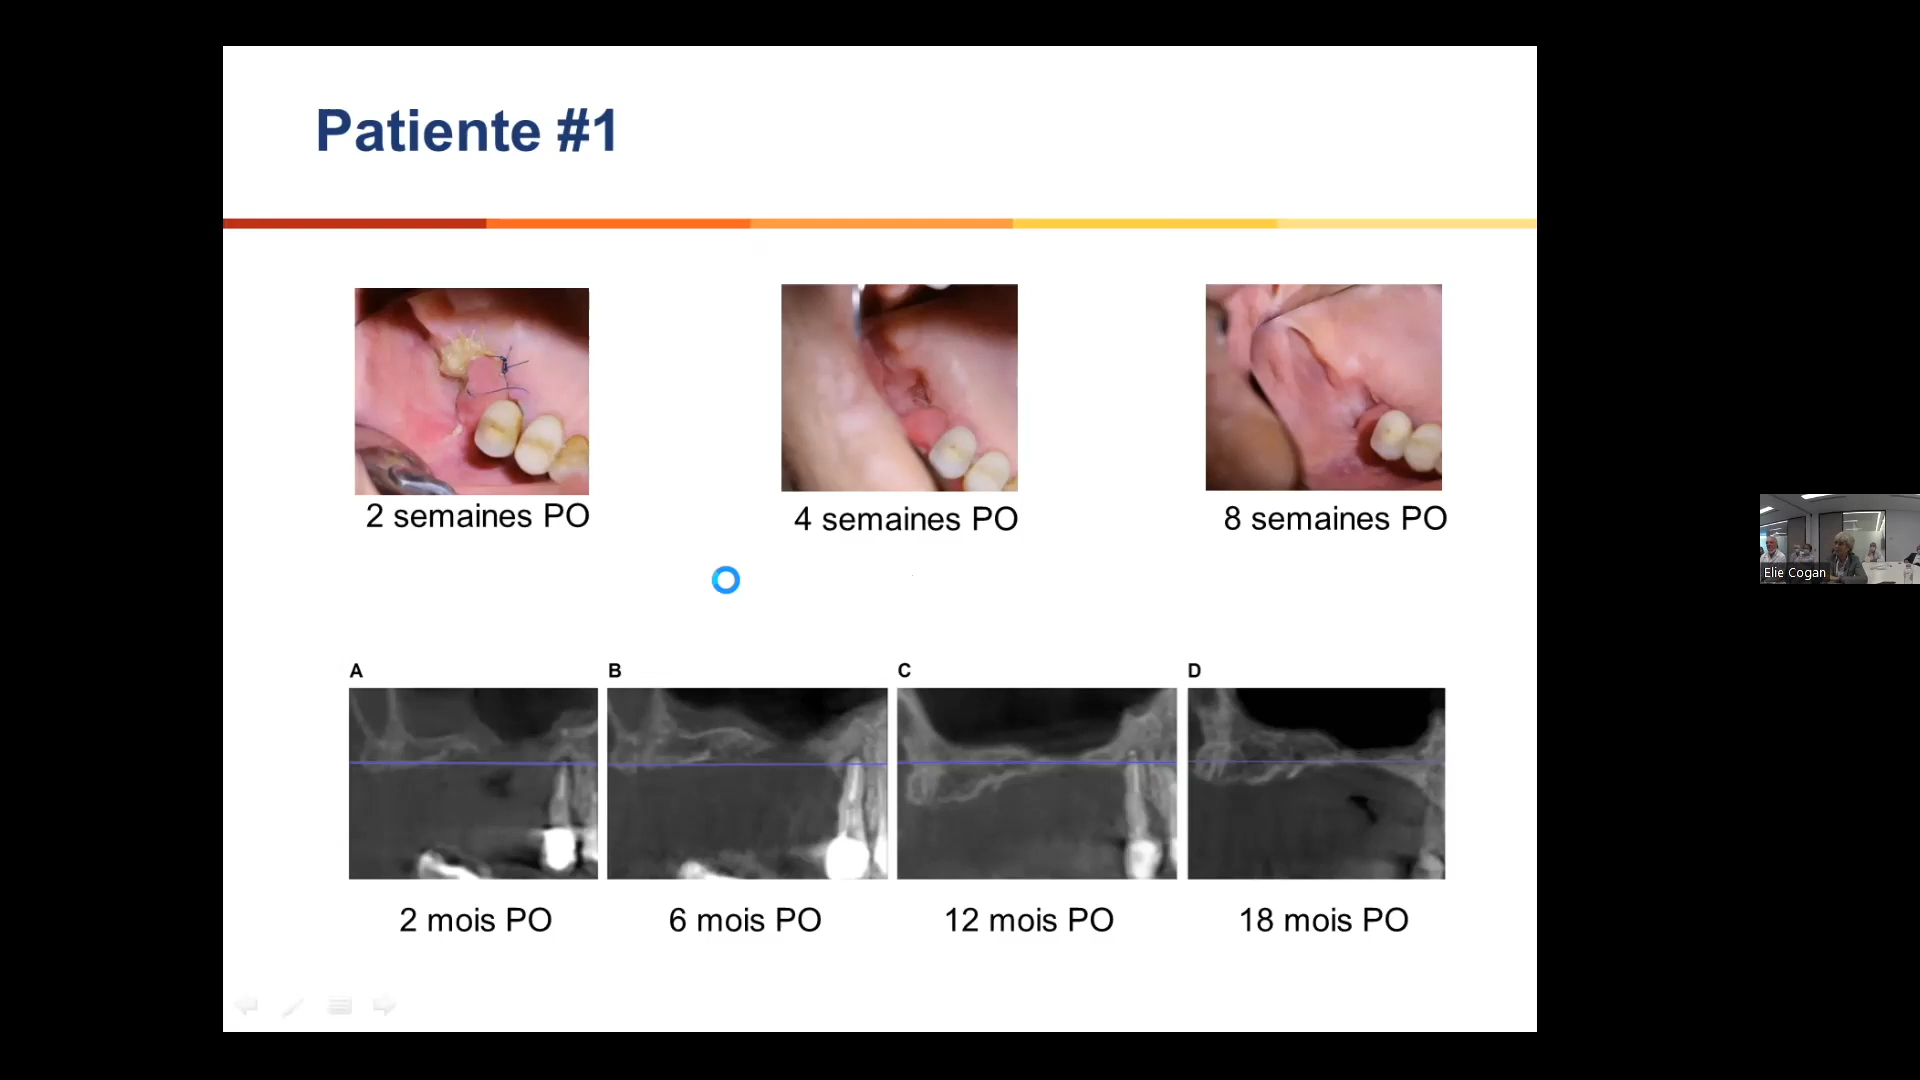 Patiente #1
2 semaines PO
4 semaines PO
8 semaines PO
Elie Cogan
A
B
C
D
2 mois PO
6 mois PO
12 mois PO
18 mois PO